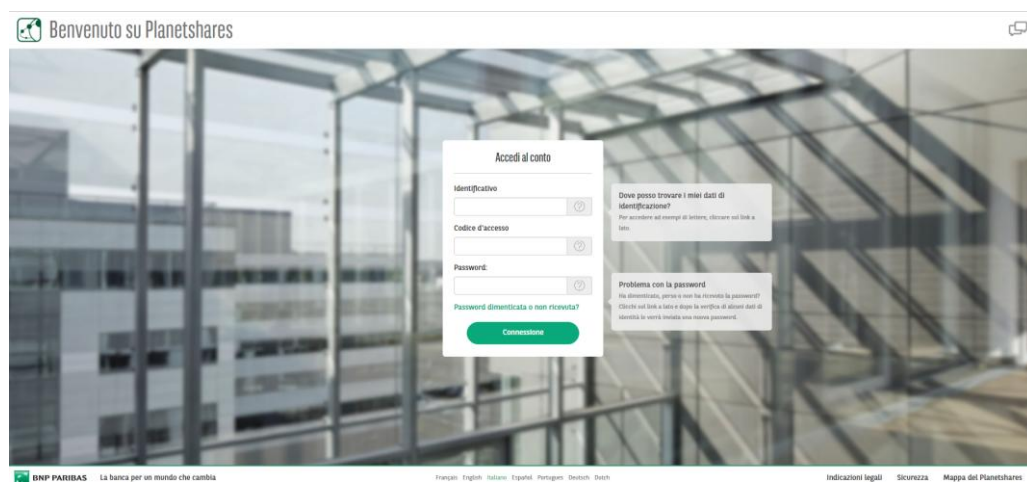 Benvenuto su Planetshares
Accedi al conto
Identificativo
Codice d'accesso
Password:
Password dimenticata o non ricevuta?
Connessione
Dove posso trovare i miei dati di
identificazione?
Per accedere ad esempi di lettere, cliccare sul link a
lato.
Problema con la password
Ha dimenticato, perso o non ha ricevuto la password?
Clicchi sul link a lato e dopo la verifica di alcuni dati di
identità le verrà inviata una nuova password.
BNP PARIBAS La banca per un mondo che cambia
Français English Italiano Español Portugues Deutsch Dutch
Indicazioni legali Sicurezza Mappa del Planetshares